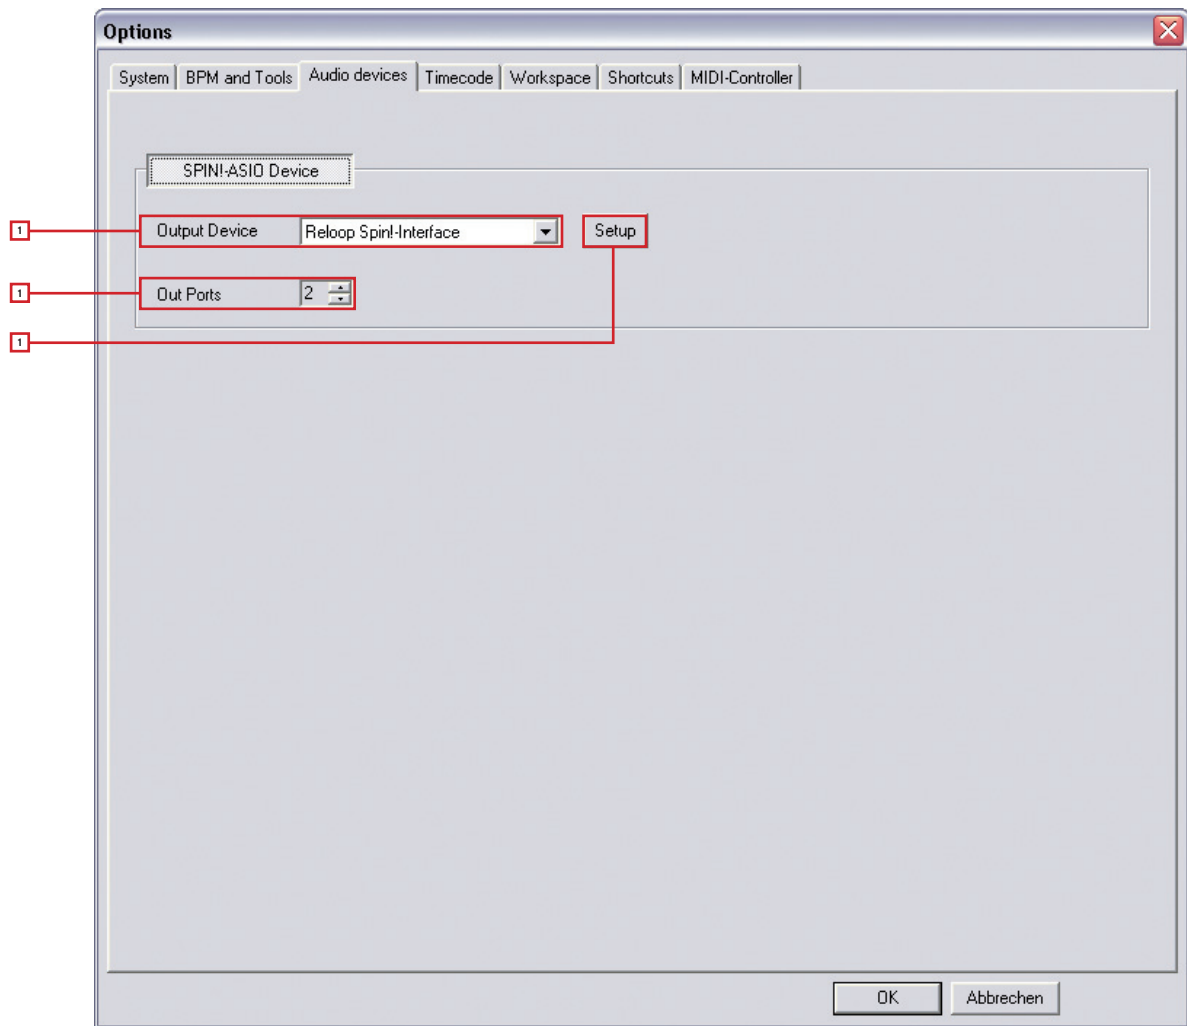 Options
System BPM and Tools Audio devices Timecode Workspace Shortcuts MIDI-Controller
SPIN!-ASIO Device
1 Output Device Reloop Spin!-Interface Setup
1 Out Ports 2
1
OK Abbrechen